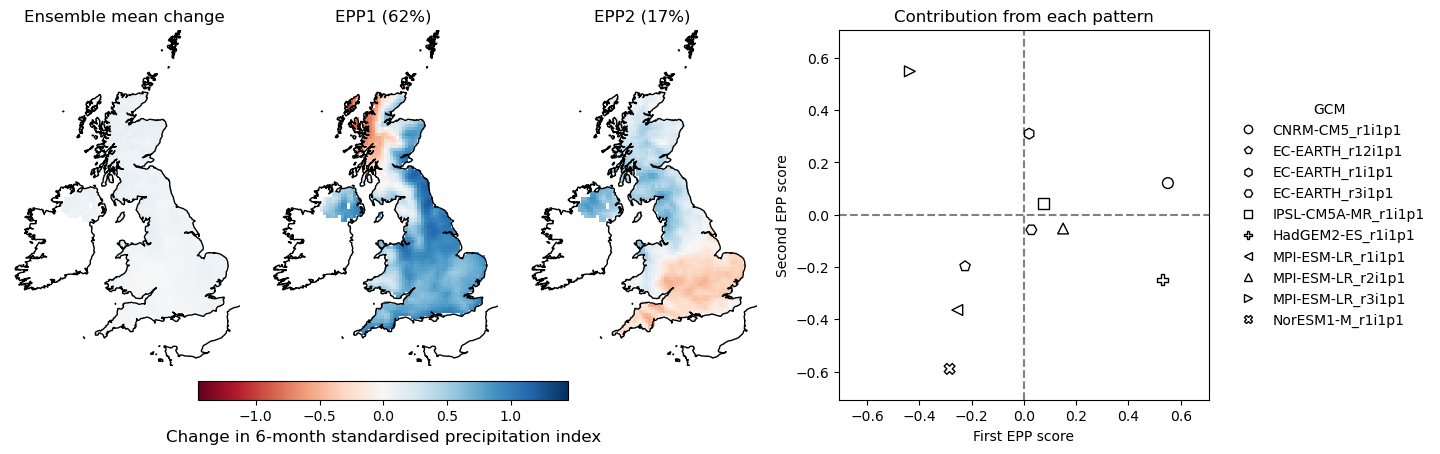 Ensemble mean change
EPP1 (62%)
EPP2 (17%)
−1.0
−0.5
0.0
0.5
1.0
Change in 6-month standardised precipitation index
Contribution from each pattern
Second EPP score
0.6
0.4
0.2
0.0
−0.2
−0.4
−0.6
−0.6
−0.4
−0.2
0.0
0.2
0.4
0.6
First EPP score
GCM
CNRM-CM5_r1i1p1
EC-EARTH_r12i1p1
EC-EARTH_r1i1p1
EC-EARTH_r3i1p1
IPSL-CM5A-MR_r1i1p1
HadGEM2-ES_r1i1p1
MPI-ESM-LR_r1i1p1
MPI-ESM-LR_r2i1p1
MPI-ESM-LR_r3i1p1
NorESM1-M_r1i1p1